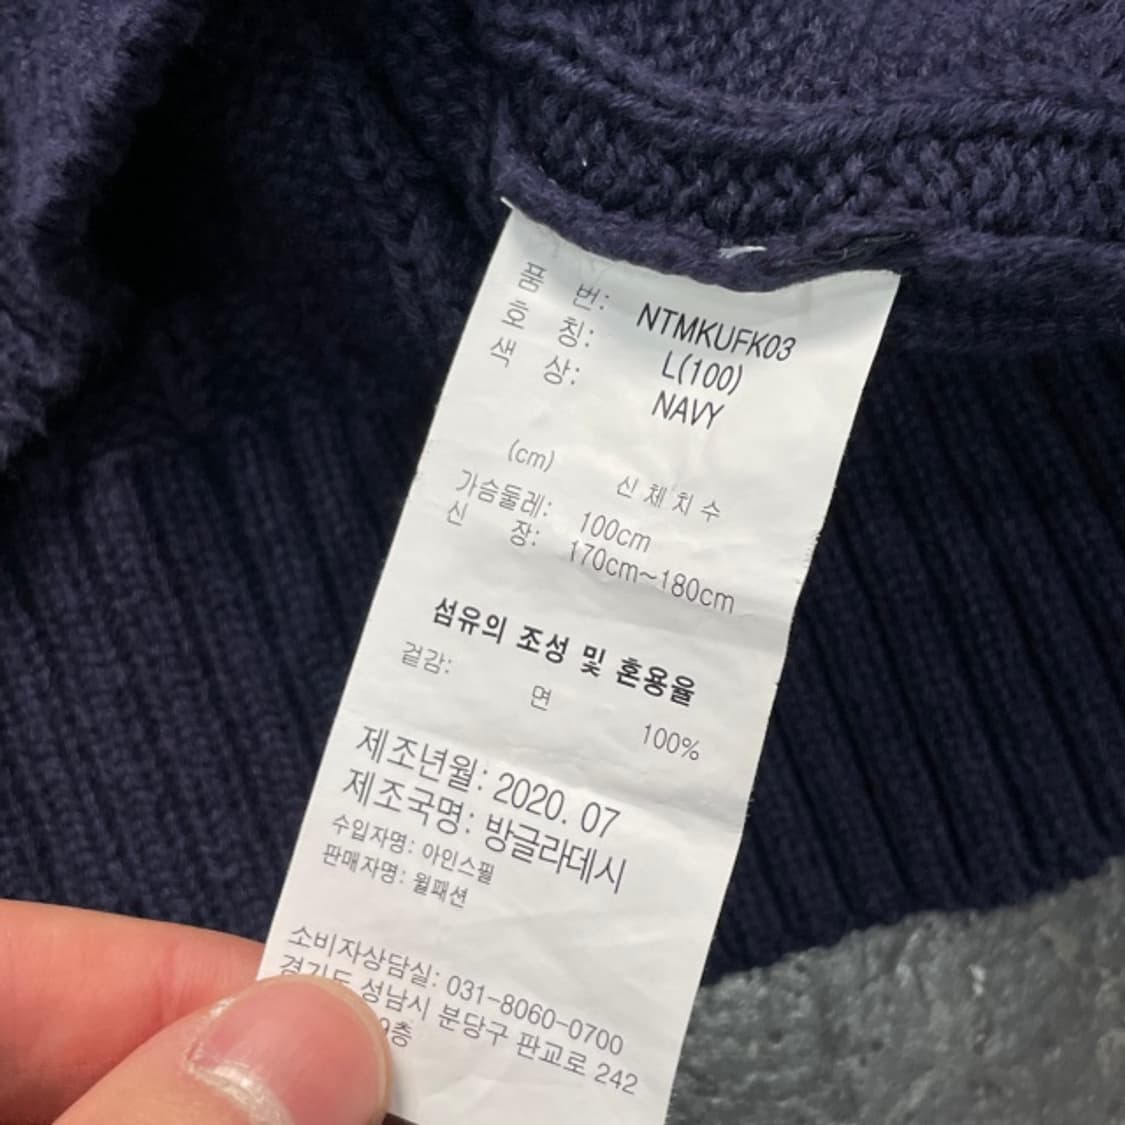 품 번: NTMKUFK03
호 칭: L(100)
색 상: NAVY
(cm) 신체치수
가슴둘레: 100cm
신 장: 170cm~180cm
섬유의 조성 및 혼용율
겉감:
면 100%
제조년월: 2020. 07
제조국명: 방글라데시
수입자명: 아인스필
판매자명: 월패션
소비자상담실: 031-8060-0700
경기도 성남시 분당구 판교로 242
9층